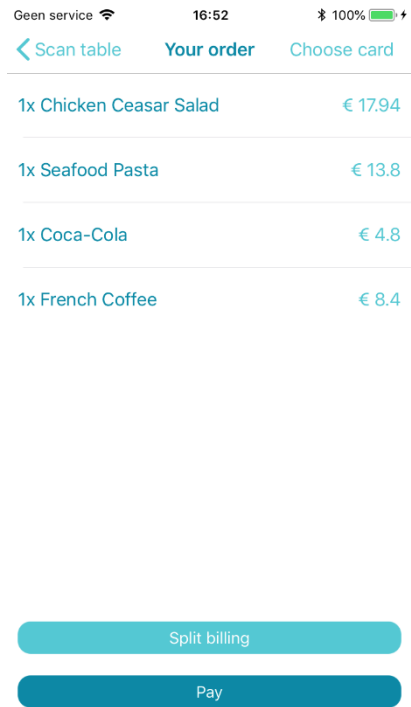 Geen service 16:52 100%
Scan table Your order Choose card
1x Chicken Ceasar Salad € 17.94
1x Seafood Pasta € 13.8
1x Coca-Cola € 4.8
1x French Coffee € 8.4
Split billing
Pay